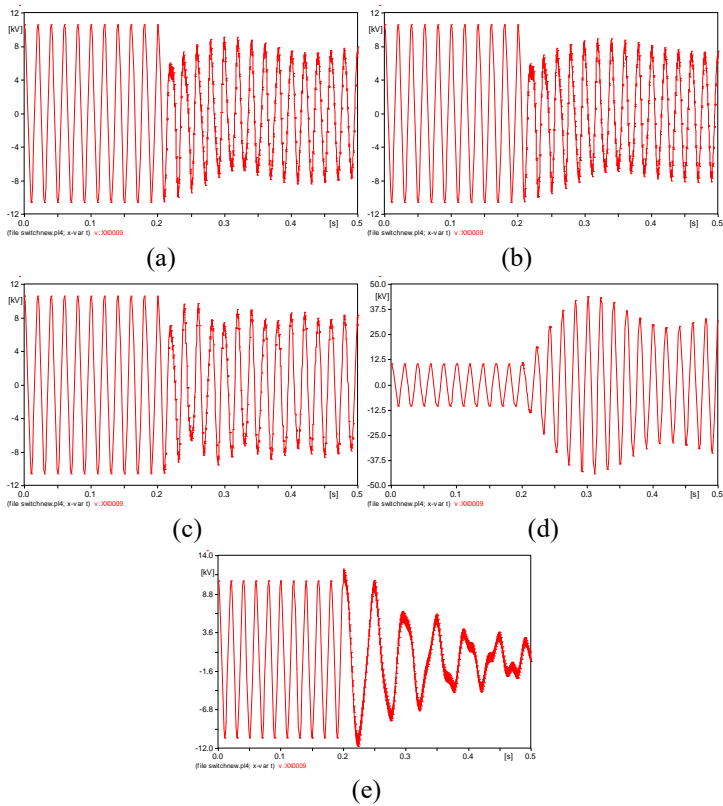 12
[kV]
8
4
0
-4
-8
-12
0.0 0.1 0.2 0.3 0.4 [s] 0.5
(file switchnew.pl4; x-var t) v:XX0009
(a)
12
[kV]
8
4
0
-4
-8
-12
0.0 0.1 0.2 0.3 0.4 [s] 0.5
(file switchnew.pl4; x-var t) v:XX0009
(b)
12
[kV]
8
4
0
-4
-8
-12
0.0 0.1 0.2 0.3 0.4 [s] 0.5
(file switchnew.pl4; x-var t) v:XX0009
(c)
50.0
[kV]
37.5
25.0
12.5
0.0
-12.5
-25.0
-37.5
-50.0
0.0 0.1 0.2 0.3 0.4 [s] 0.5
(file switchnew.pl4; x-var t) v:XX0009
(d)
14.0
[kV]
8.8
3.6
-1.6
-6.8
-12.0
0.0 0.1 0.2 0.3 0.4 [s] 0.5
(file switchnew.pl4; x-var t) v:XX0009
(e)